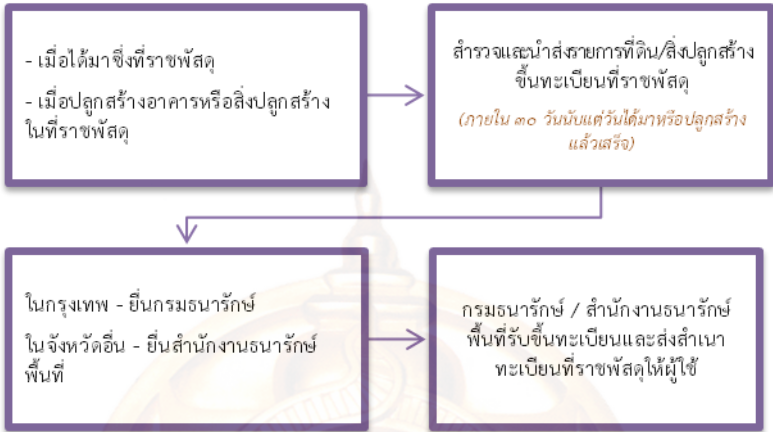 - เมื่อได้มาซึ่งที่ราชพัสดุ
- เมื่อปลูกสร้างอาคารหรือสิ่งปลูกสร้าง
ในที่ราชพัสดุ
สำรวจและนำส่งรายการที่ดิน/สิ่งปลูกสร้าง
ขึ้นทะเบียนที่ราชพัสดุ
(ภายใน ๓๐ วันนับแต่วันได้มาหรือปลูกสร้าง
แล้วเสร็จ)
ในกรุงเทพ - ยื่นกรมธนารักษ์
ในจังหวัดอื่น - ยื่นสำนักงานธนารักษ์
พื้นที่
กรมธนารักษ์ / สำนักงานธนารักษ์
พื้นที่รับขึ้นทะเบียนและส่งสำเนา
ทะเบียนที่ราชพัสดุให้ผู้ใช้